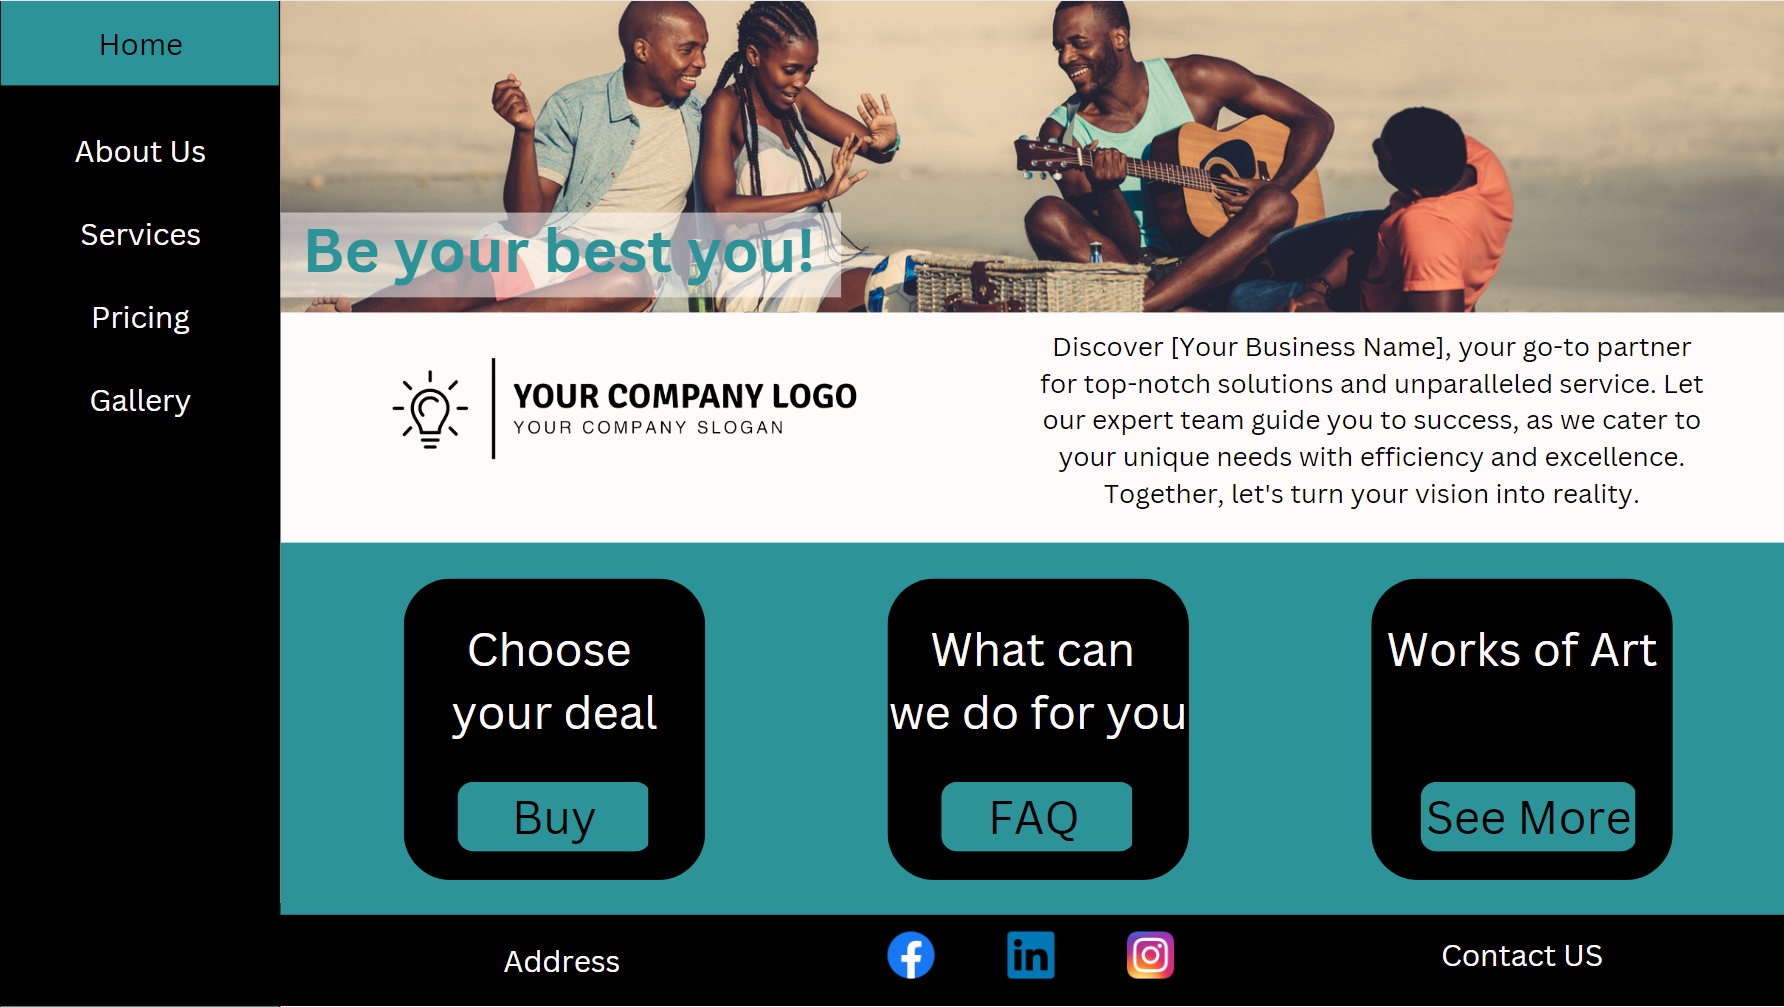 Home
About Us
Services
Pricing
Gallery
Be your best you!
YOUR COMPANY LOGO
YOUR COMPANY SLOGAN
Discover [Your Business Name], your go-to partner
for top-notch solutions and unparalleled service. Let
our expert team guide you to success, as we cater to
your unique needs with efficiency and excellence.
Together, let's turn your vision into reality.
Choose
your deal
Buy
What can
we do for you
FAQ
Works of Art
See More
Address
f
in
Contact US